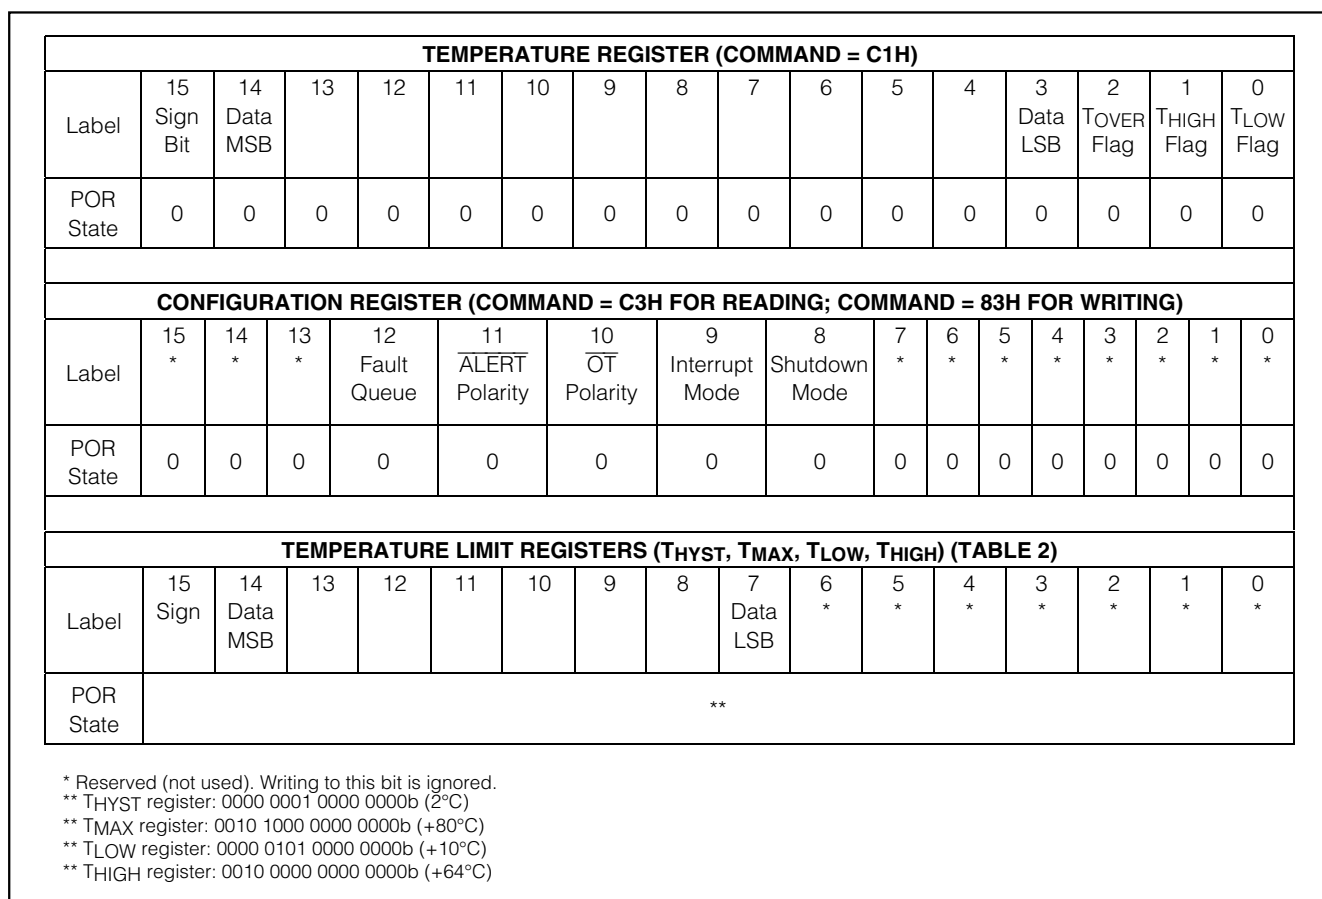 TEMPERATURE REGISTER (COMMAND = C1H)
Label 15 Sign Bit 14 Data MSB 13 12 11 10 9 8 7 6 5 4 3 Data LSB 2 TOVER Flag 1 THIGH Flag 0 TLOW Flag
POR State 0 0 0 0 0 0 0 0 0 0 0 0 0 0 0 0
CONFIGURATION REGISTER (COMMAND = C3H FOR READING; COMMAND = 83H FOR WRITING)
Label 15 * 14 * 13 * 12 Fault Queue 11 ALERT Polarity 10 OT Polarity 9 Interrupt Mode 8 Shutdown Mode 7 * 6 * 5 * 4 * 3 * 2 * 1 * 0 *
POR State 0 0 0 0 0 0 0 0 0 0 0 0 0 0 0 0
TEMPERATURE LIMIT REGISTERS (THYST, TMAX, TLOW, THIGH) (TABLE 2)
Label 15 Sign 14 Data MSB 13 12 11 10 9 8 7 Data LSB 6 * 5 * 4 * 3 * 2 * 1 * 0 *
POR State **
* Reserved (not used). Writing to this bit is ignored.
** THYST register: 0000 0001 0000 0000b (2°C)
** TMAX register: 0010 1000 0000 0000b (+80°C)
** TLOW register: 0000 0101 0000 0000b (+10°C)
** THIGH register: 0010 0000 0000 0000b (+64°C)